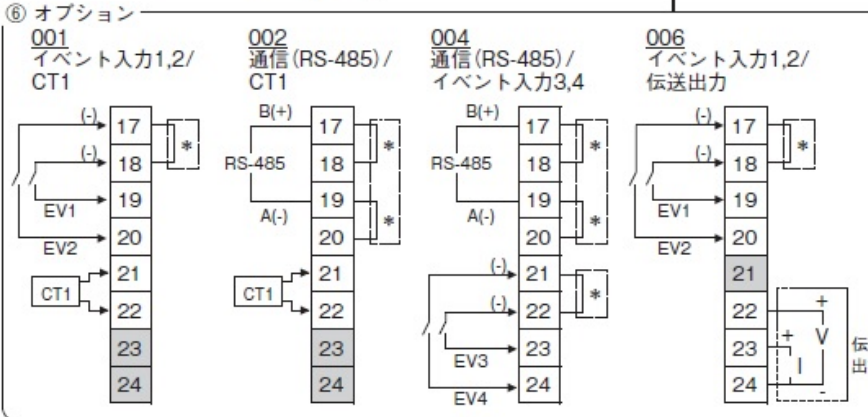 ⑥ オプション
001
イベント入力1,2/
CT1
(-)
(-)
EV1
EV2
CT1
17
18
19
20
21
22
23
24
*
002
通信(RS-485)/
CT1
B(+)
RS-485
A(-)
CT1
17
18
19
20
21
22
23
24
*
*
004
通信(RS-485)/
イベント入力3,4
B(+)
RS-485
A(-)
(-)
(-)
EV3
EV4
17
18
19
20
21
22
23
24
*
*
*
006
イベント入力1,2/
伝送出力
(-)
(-)
EV1
EV2
17
18
19
20
21
22
23
24
*
+
V
+
I
-
伝
出